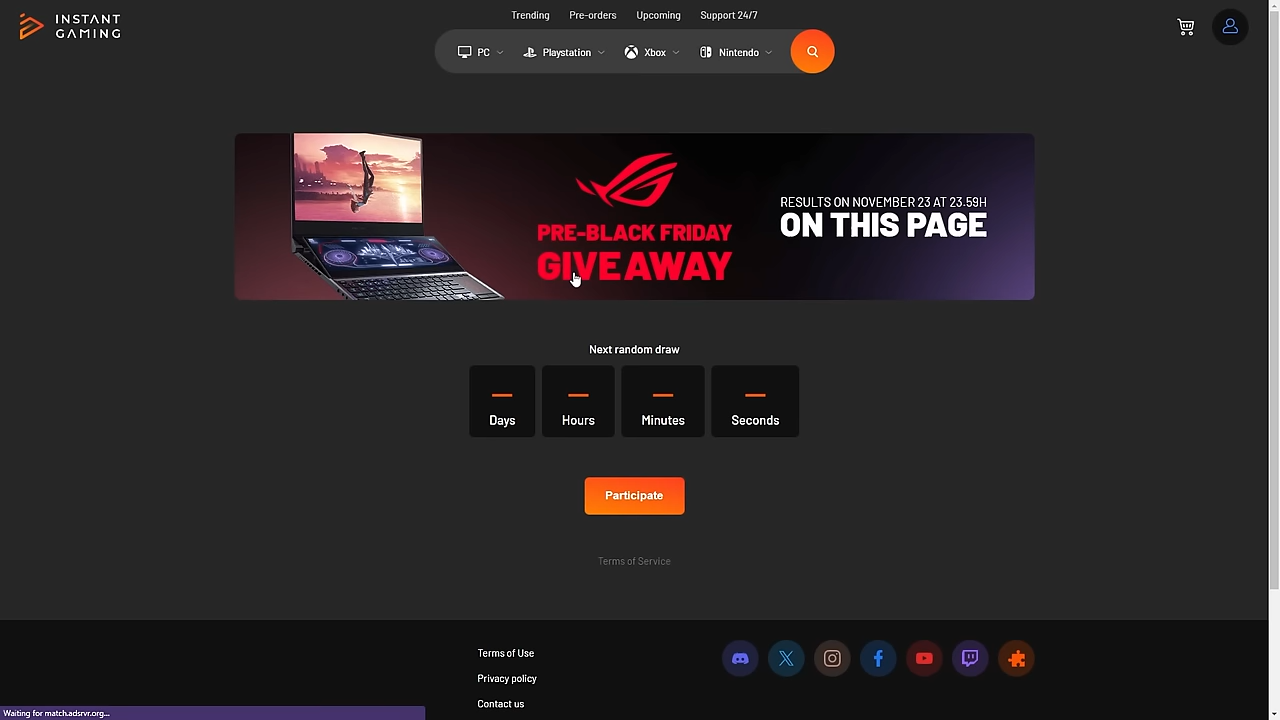 INSTANT
GAMING
Trending
Pre-orders
Upcoming
Support 24/7
PC
Playstation
Xbox
Nintendo
PRE-BLACK FRIDAY
GIVEAWAY
RESULTS ON NOVEMBER 23 AT 23.59H
ON THIS PAGE
Next random draw
Days
Hours
Minutes
Seconds
Participate
Terms of Service
Terms of Use
Privacy policy
Contact us
Waiting for match.adsrvr.org...